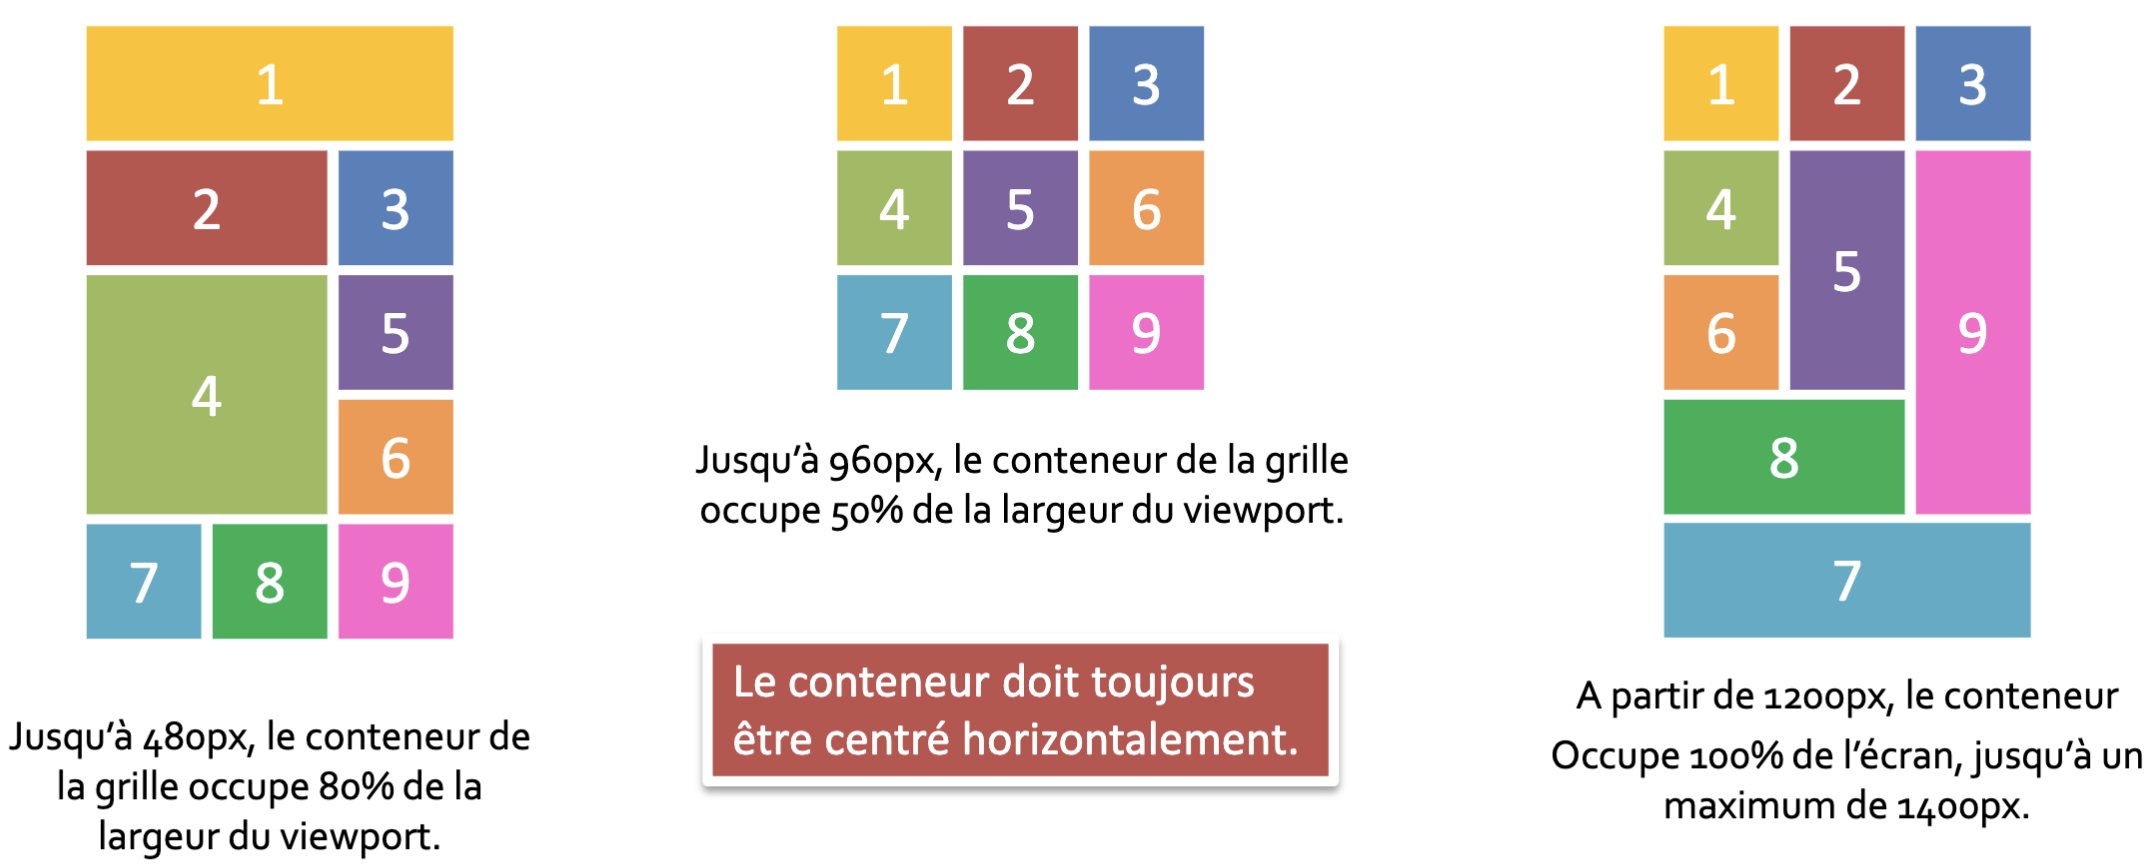 1
2 3
4 5
6
7 8 9
Jusqu'à 480px, le conteneur de
la grille occupe 80% de la
largeur du viewport.
1 2 3
4 5 6
7 8 9
Jusqu'à 960px, le conteneur de la grille
occupe 50% de la largeur du viewport.
Le conteneur doit toujours
être centré horizontalement.
1 2 3
4 5
6 9
8
7
A partir de 1200px, le conteneur
Occupe 100% de l'écran, jusqu'à un
maximum de 1400px.